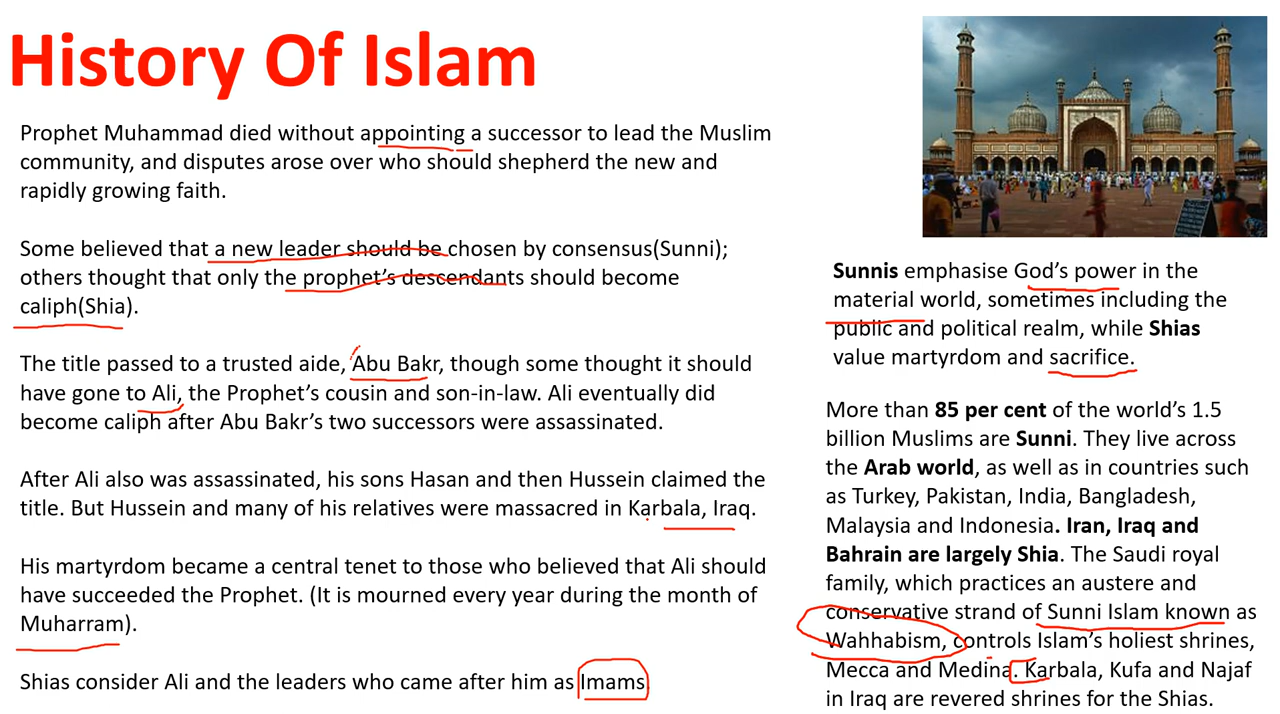 History Of Islam
Prophet Muhammad died without appointing a successor to lead the Muslim
community, and disputes arose over who should shepherd the new and
rapidly growing faith.
Some believed that a new leader should be chosen by consensus(Sunni);
others thought that only the prophet's descendants should become
caliph(Shia).
The title passed to a trusted aide, Abu Bakr, though some thought it should
have gone to Ali, the Prophet's cousin and son-in-law. Ali eventually did
become caliph after Abu Bakr's two successors were assassinated.
After Ali also was assassinated, his sons Hasan and then Hussein claimed the
title. But Hussein and many of his relatives were massacred in Karbala, Iraq.
His martyrdom became a central tenet to those who believed that Ali should
have succeeded the Prophet. (It is mourned every year during the month of
Muharram).
Shias consider Ali and the leaders who came after him as Imams.
Sunnis emphasise God's power in the
material world, sometimes including the
public and political realm, while Shias
value martyrdom and sacrifice.
More than 85 per cent of the world's 1.5
billion Muslims are Sunni. They live across
the Arab world, as well as in countries such
as Turkey, Pakistan, India, Bangladesh,
Malaysia and Indonesia. Iran, Iraq and
Bahrain are largely Shia. The Saudi royal
family, which practices an austere and
conservative strand of Sunni Islam known as
Wahhabism, controls Islam's holiest shrines,
Mecca and Medina. Karbala, Kufa and Najaf
in Iraq are revered shrines for the Shias.